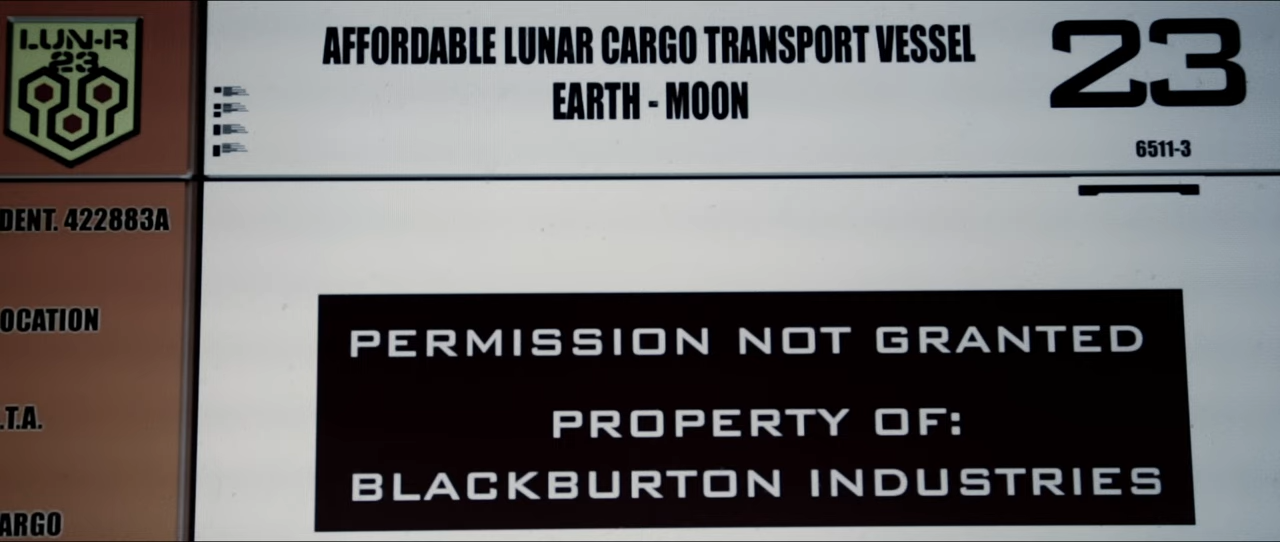 LUN-R
23
AFFORDABLE LUNAR CARGO TRANSPORT VESSEL
EARTH - MOON
23
6511-3
DENT. 422883A
OCATION
.T.A.
ARGO
PERMISSION NOT GRANTED
PROPERTY OF:
BLACKBURTON INDUSTRIES